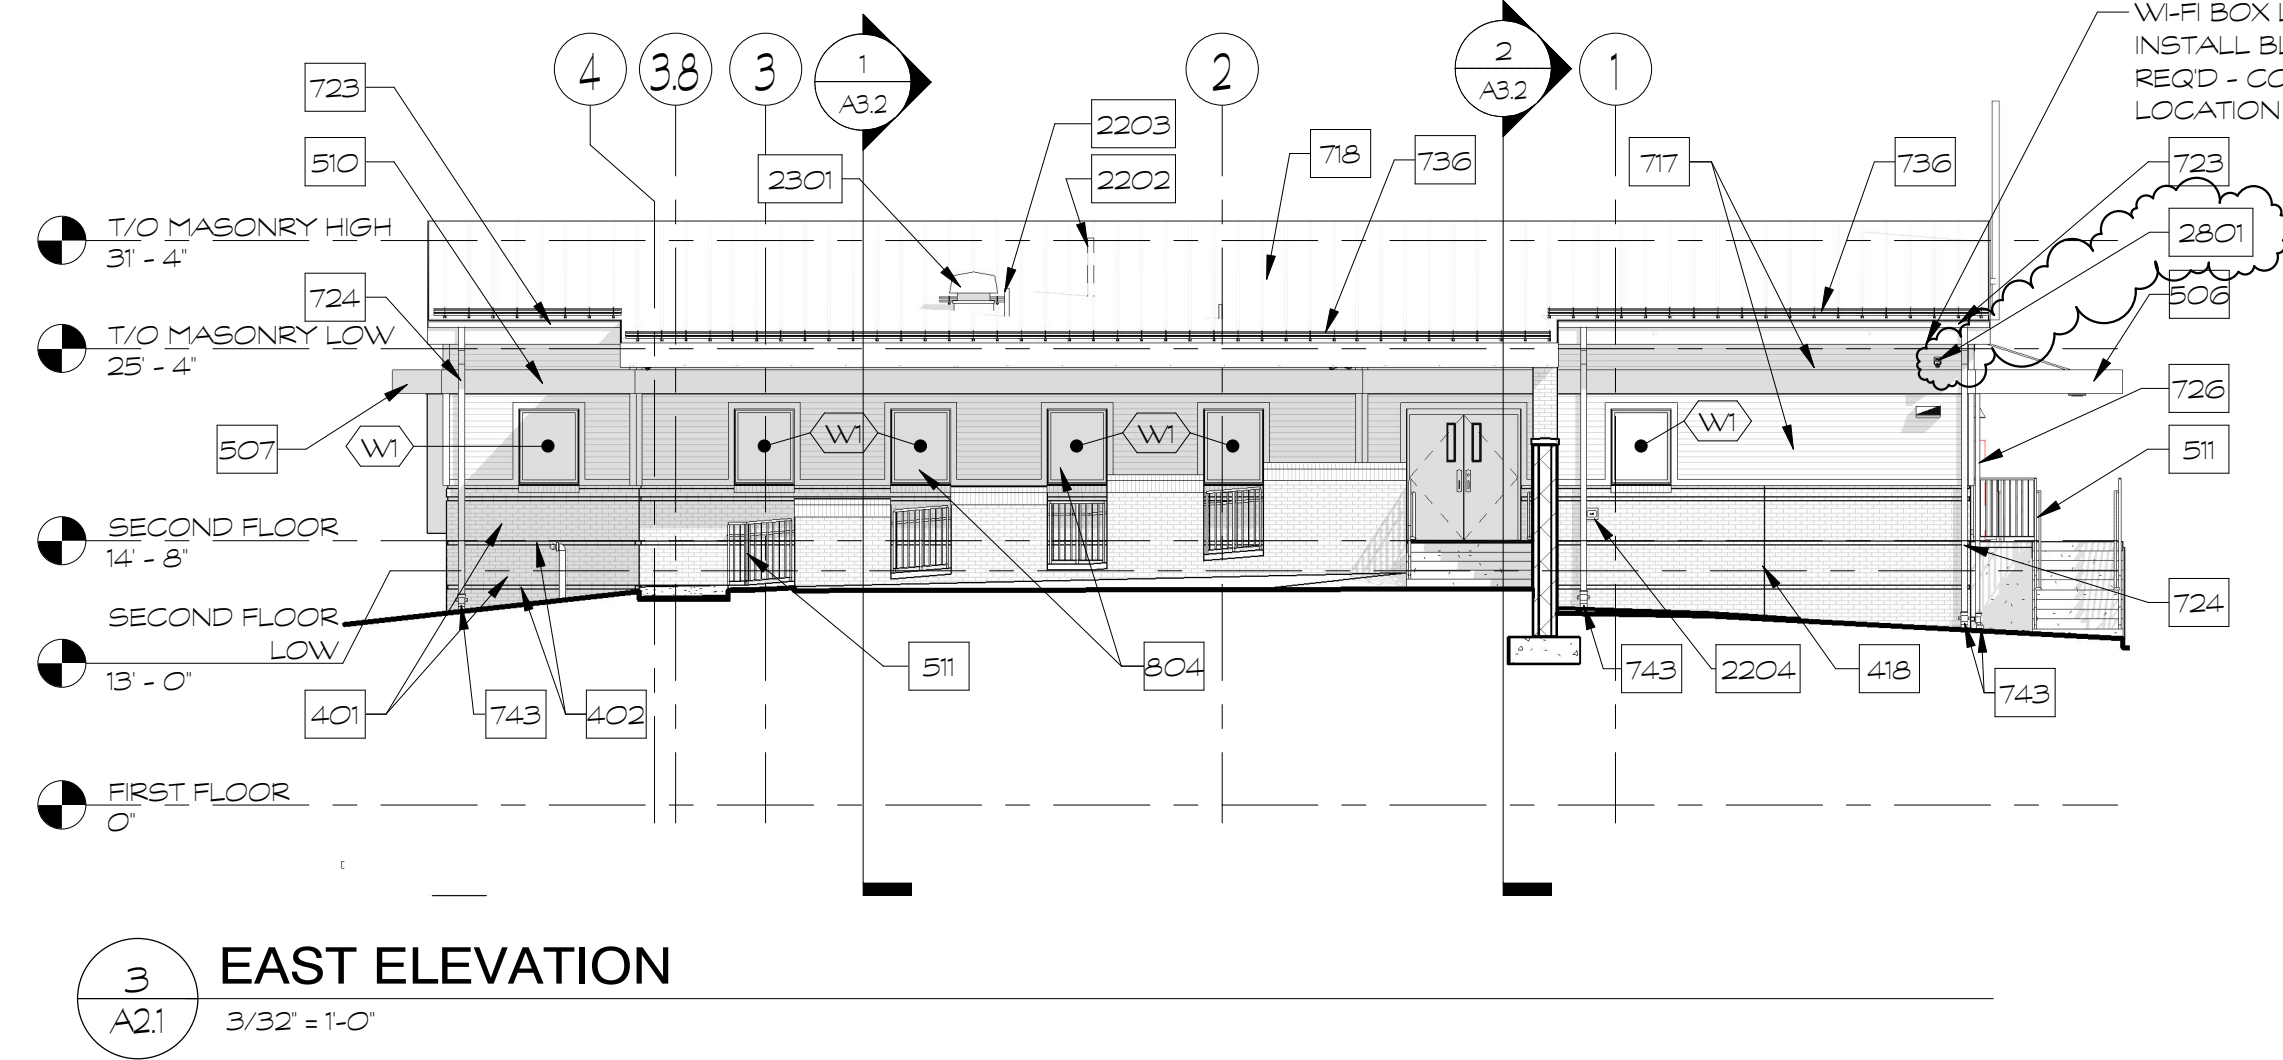 WI-FI BOX
INSTALL
REQ'D -
LOCATION
4
3.8
3
1
A3.2
2
2
A3.2
1
723
510
2301
2203
2202
718
736
717
736
723
2801
506
T/O MASONRY HIGH
31' - 4"
724
T/O MASONRY LOW
25' - 4"
507
W1
W1
W1
W1
726
511
SECOND FLOOR
14' - 8"
SECOND FLOOR
LOW
13' - 0"
724
401
743
402
511
804
743
2204
418
743
FIRST FLOOR
0"
3
A2.1
EAST ELEVATION
3/32" = 1'-0"